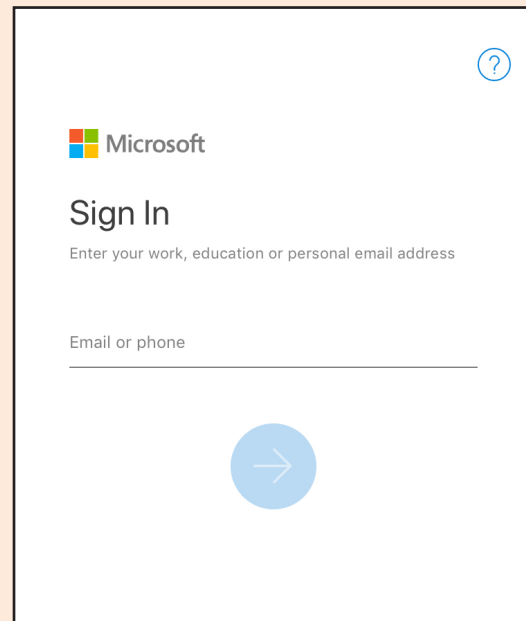 ?
Microsoft
Sign In
Enter your work, education or personal email address
Email or phone